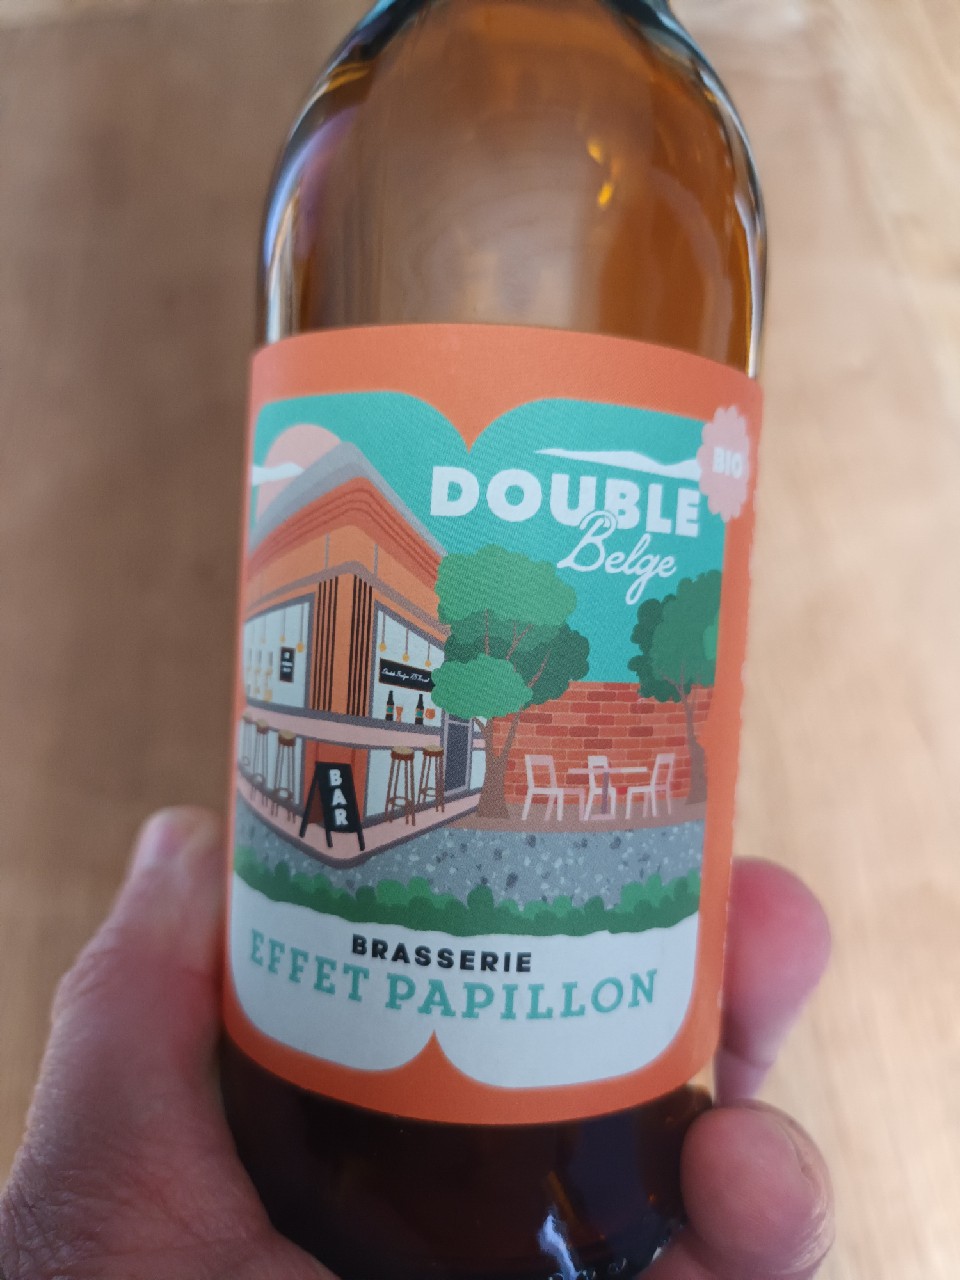 DOUBLE
Belge
BIO
BAR
BRASSERIE
EFFET PAPILLON